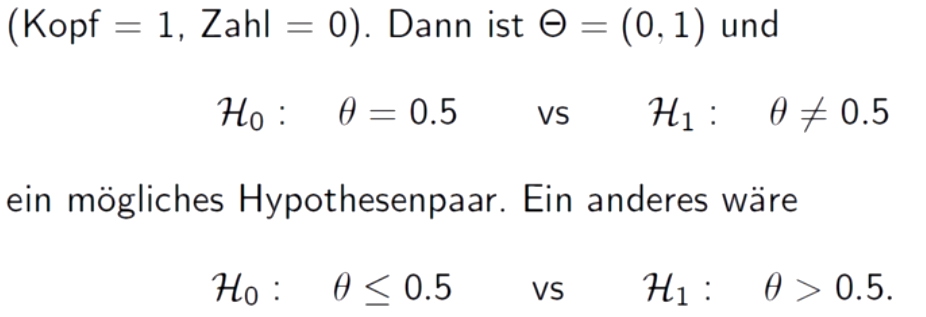 (Kopf = 1, Zahl = 0). Dann ist Θ = (0, 1) und
ℋ₀ : θ = 0.5 vs ℋ₁ : θ ≠ 0.5
ein mögliches Hypothesenpaar. Ein anderes wäre
ℋ₀ : θ ≤ 0.5 vs ℋ₁ : θ > 0.5.